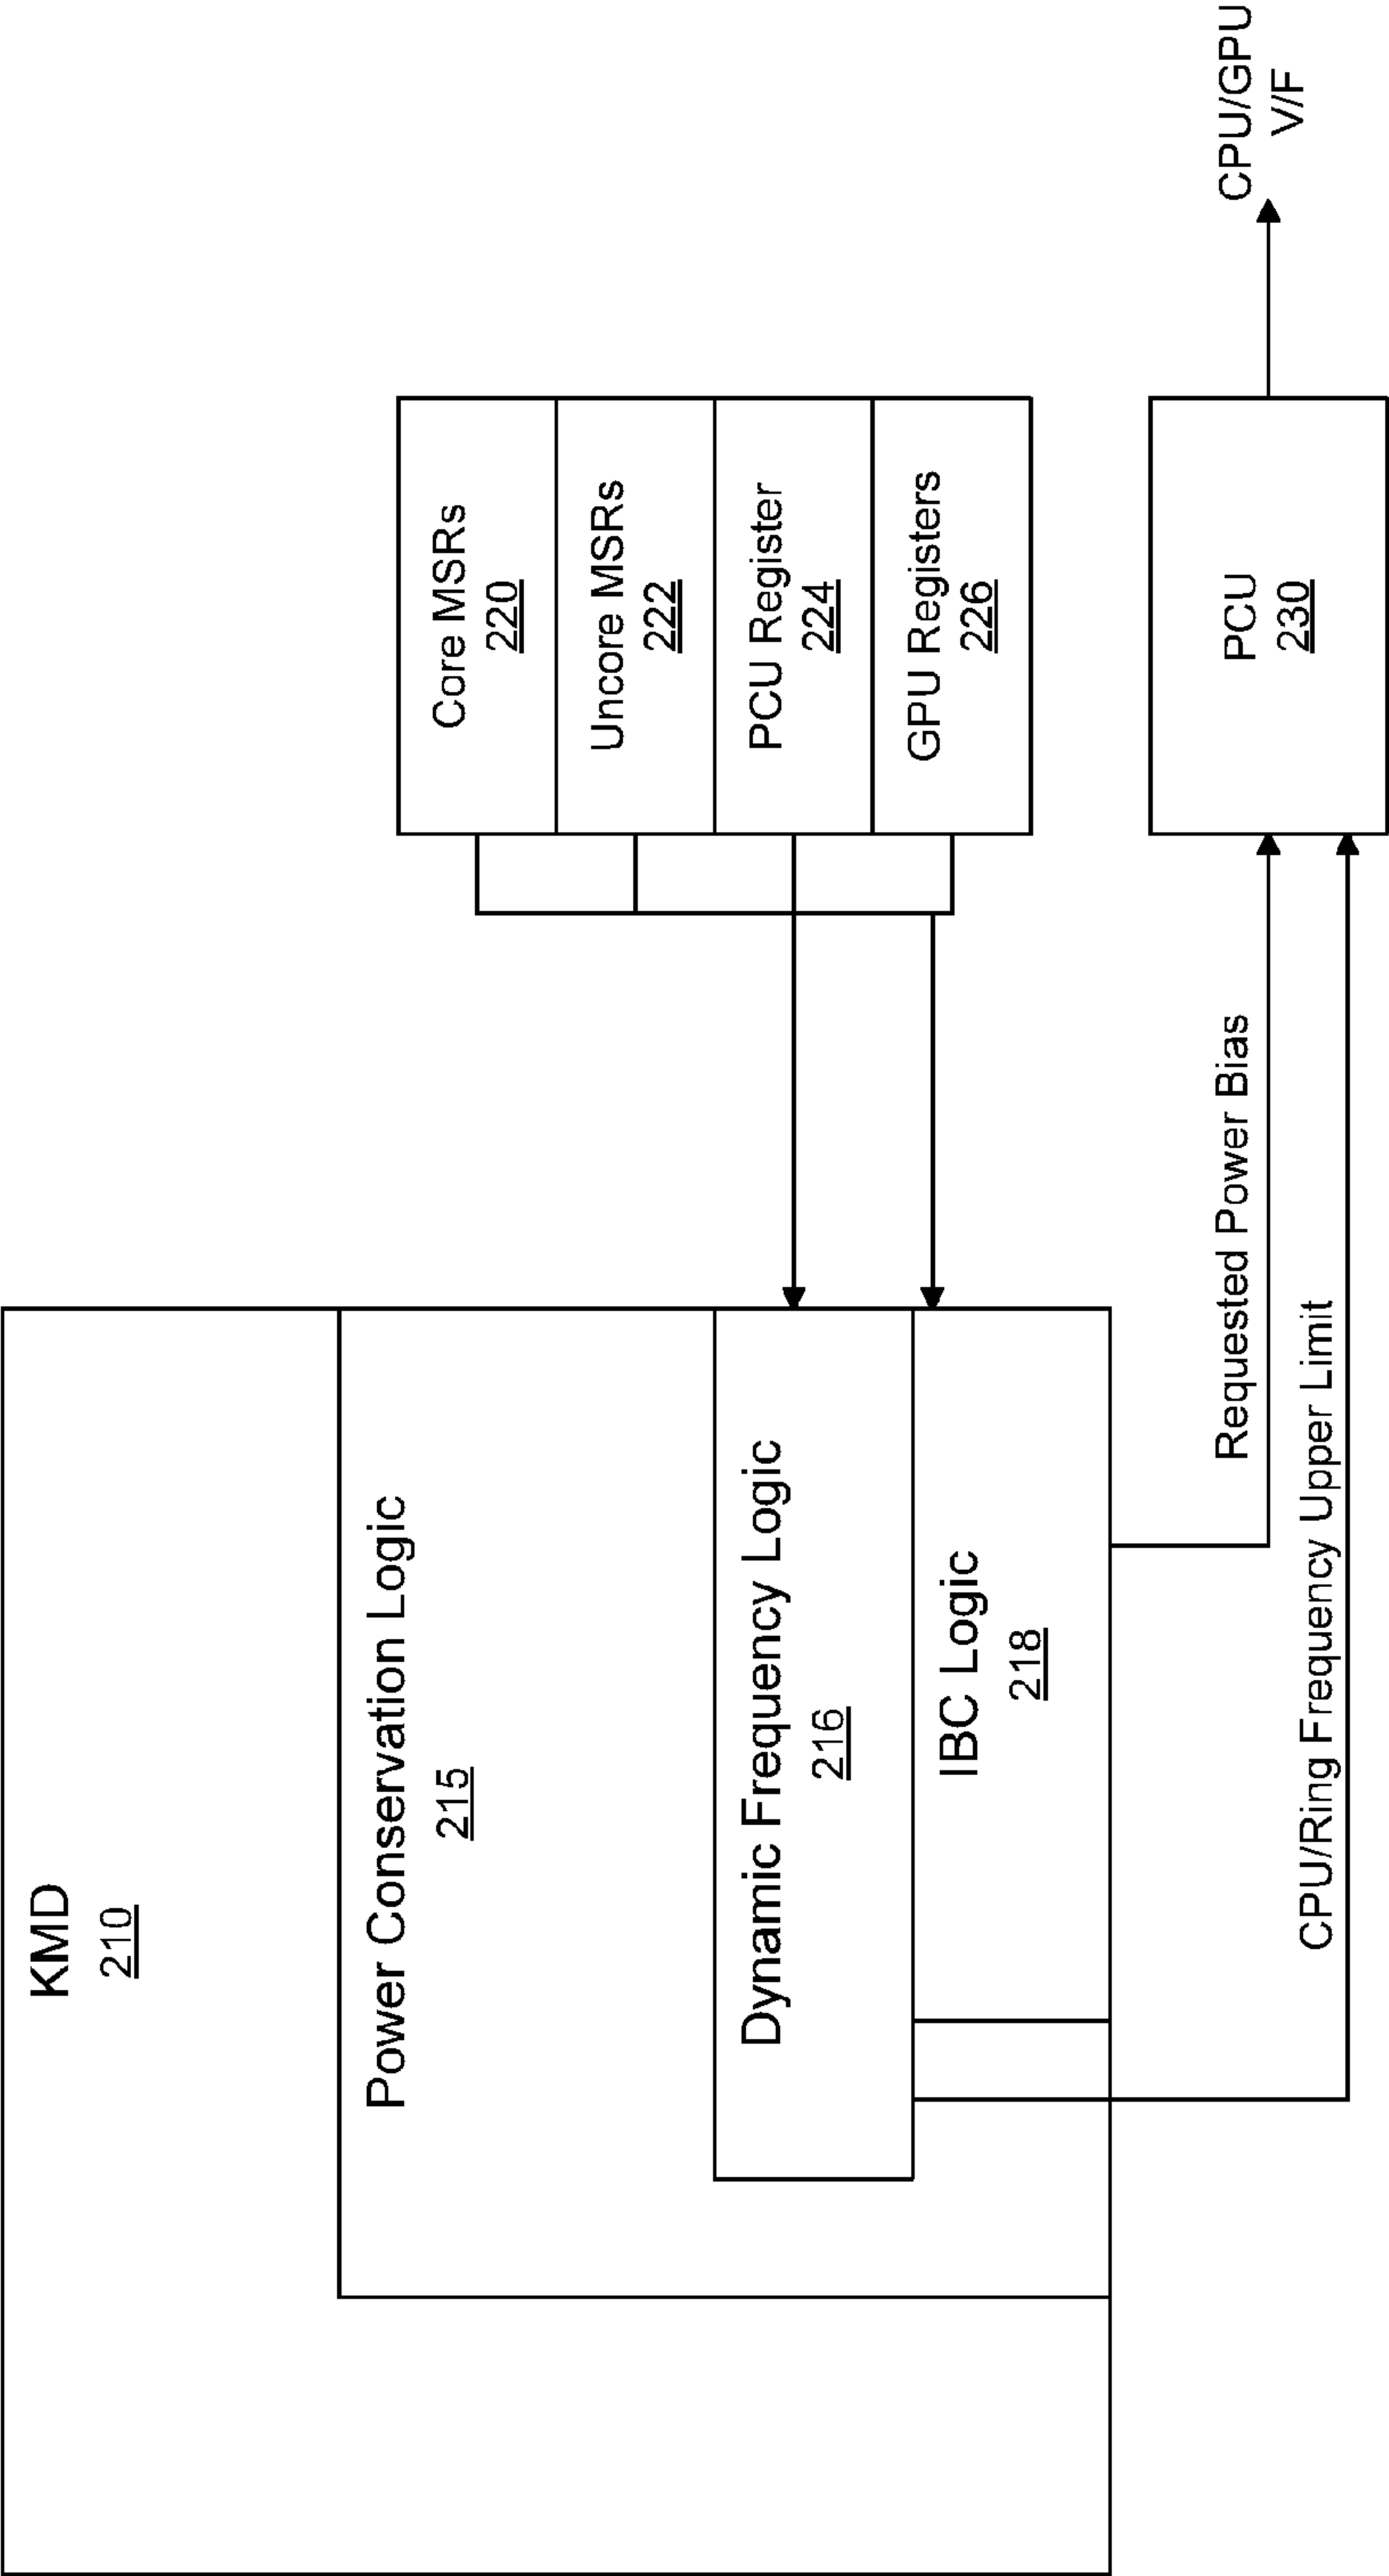 KMD
210
Power Conservation Logic
215
Dynamic Frequency Logic
216
IBC Logic
218
Core MSRs
220
Uncore MSRs
222
PCU Register
224
GPU Registers
226
Requested Power Bias
CPU/Ring Frequency Upper Limit
PCU
230
CPU/GPU
V/F